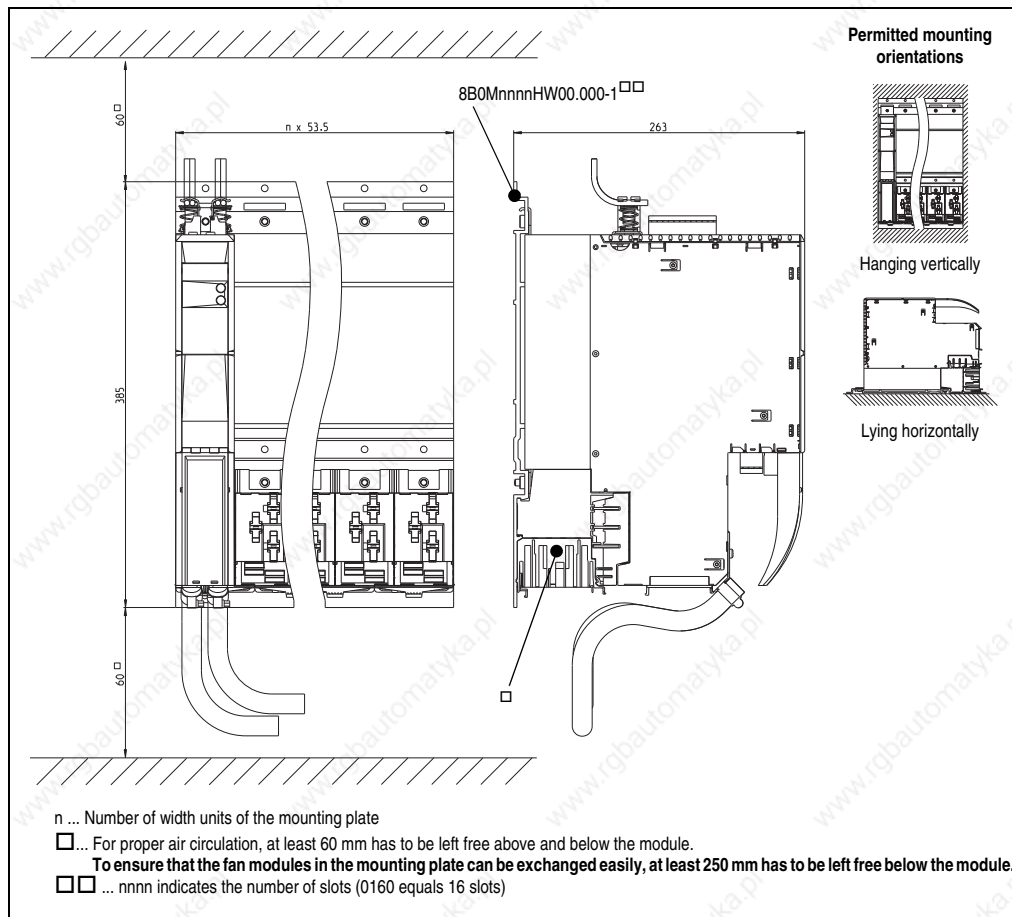 Permitted mounting
orientations
8B0MnnnnHW00.000-1□□
60□
n x 53.5
263
385
Hanging vertically
Lying horizontally
60□
□
n ... Number of width units of the mounting plate
□... For proper air circulation, at least 60 mm has to be left free above and below the module.
To ensure that the fan modules in the mounting plate can be exchanged easily, at least 250 mm has to be left free below the module.
□□ ... nnnn indicates the number of slots (0160 equals 16 slots)
www.rgbautomatyka.pl